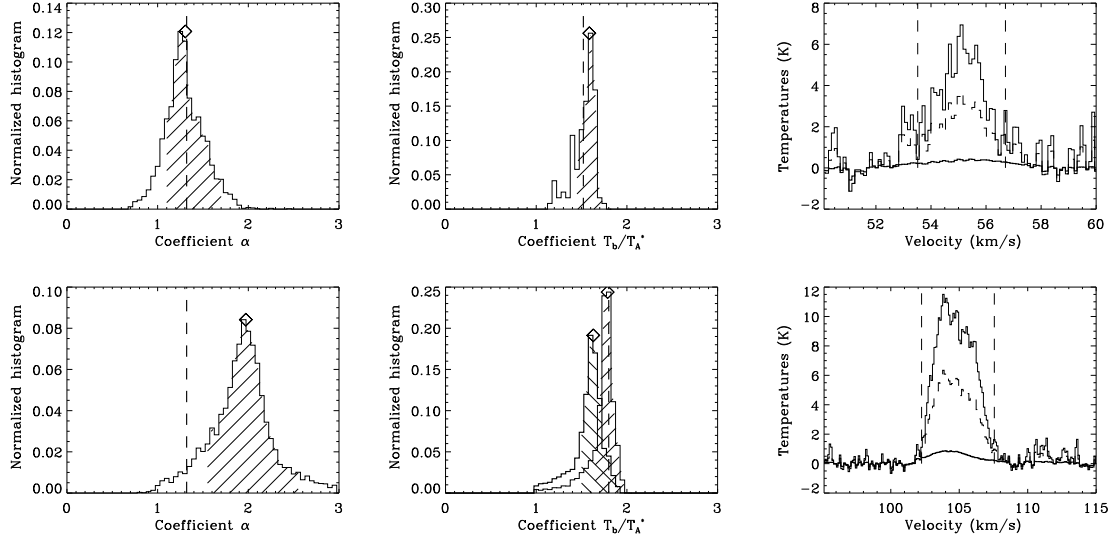 Normalized histogram
0.14
0.12
0.10
0.08
0.06
0.04
0.02
0.00
0 1 2 3
Coefficient α
Normalized histogram
0.30
0.25
0.20
0.15
0.10
0.05
0.00
0 1 2 3
Coefficient T_b/T_A^*
Temperatures (K)
8
6
4
2
0
−2
52 54 56 58 60
Velocity (km/s)
Normalized histogram
0.10
0.08
0.06
0.04
0.02
0.00
0 1 2 3
Coefficient α
Normalized histogram
0.25
0.20
0.15
0.10
0.05
0.00
0 1 2 3
Coefficient T_b/T_A^*
Temperatures (K)
12
10
8
6
4
2
0
−2
100 105 110 115
Velocity (km/s)